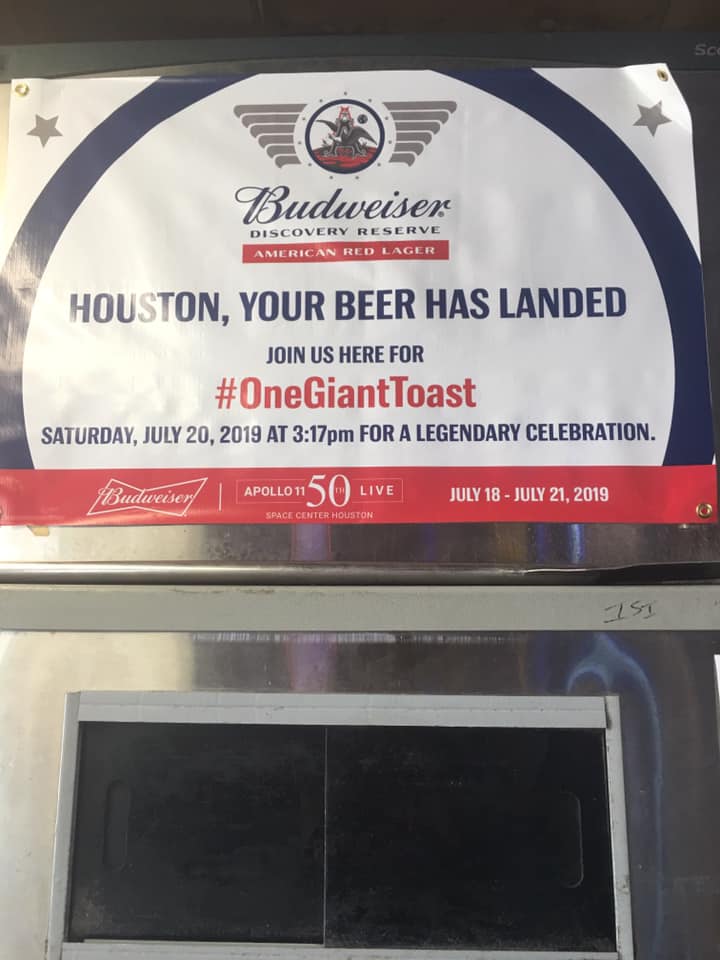 Budweiser
DISCOVERY RESERVE
AMERICAN RED LAGER
HOUSTON, YOUR BEER HAS LANDED
JOIN US HERE FOR
#OneGiantToast
SATURDAY, JULY 20, 2019 AT 3:17pm FOR A LEGENDARY CELEBRATION.
Budweiser APOLLO 11 50TH LIVE JULY 18 - JULY 21, 2019
SPACE CENTER HOUSTON
1ST